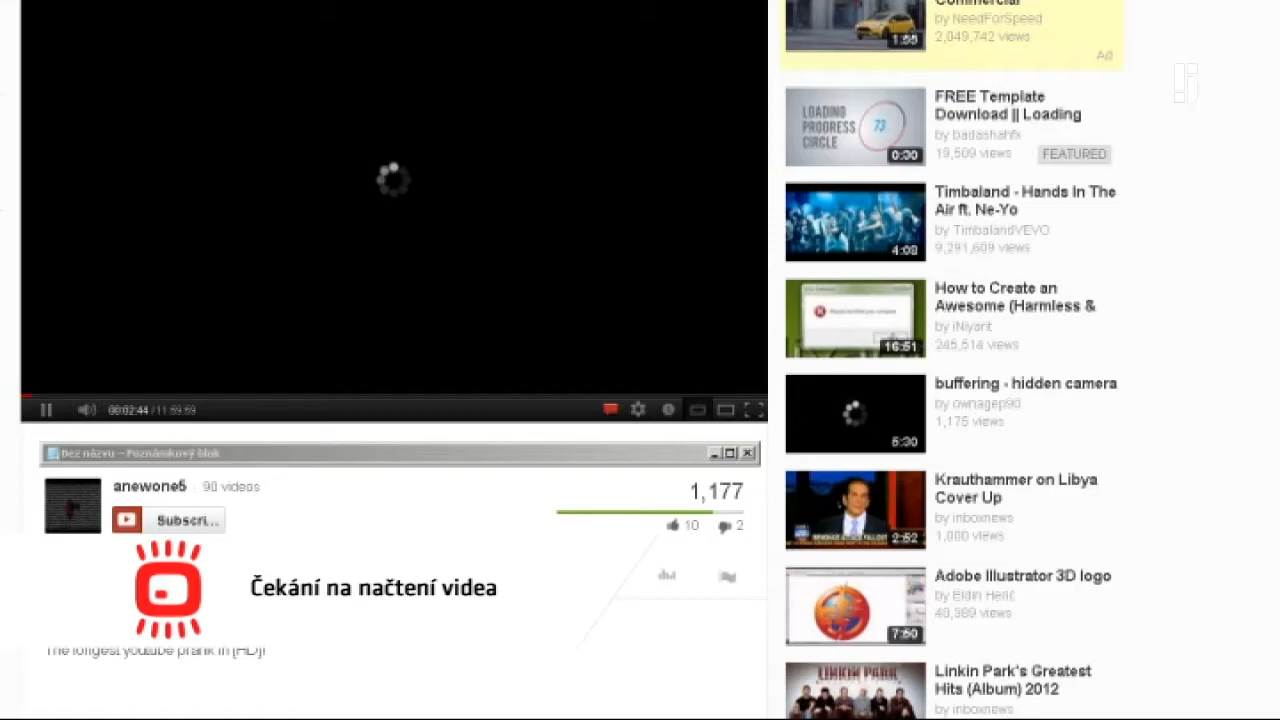 Commercial
by NeedForSpeed
2,049,742 views
1:55
Ad
LOADING
PROGRESS
CIRCLE
73
0:30
FREE Template
Download || Loading
by badashahfx
19,509 views
FEATURED
4:08
Timbaland - Hands In The
Air ft. Ne-Yo
by TimbalandVEVO
9,291,609 views
16:51
How to Create an
Awesome (Harmless &
by iNiyant
245,514 views
5:30
buffering - hidden camera
by ownagep90
1,175 views
00:02:44 / 11:59:59
Bez názvu – Poznámkový blok
anewone5 90 videos
1,177
Subscri...
10 2
2:52
Krauthammer on Libya
Cover Up
by inboxnews
1,000 views
Čekání na načtení videa
7:50
Adobe Illustrator 3D logo
by Eldin Herić
40,369 views
The longest youtube prank in [HD]!
LINKIN PARK
Linkin Park's Greatest
Hits (Album) 2012
by inboxnews